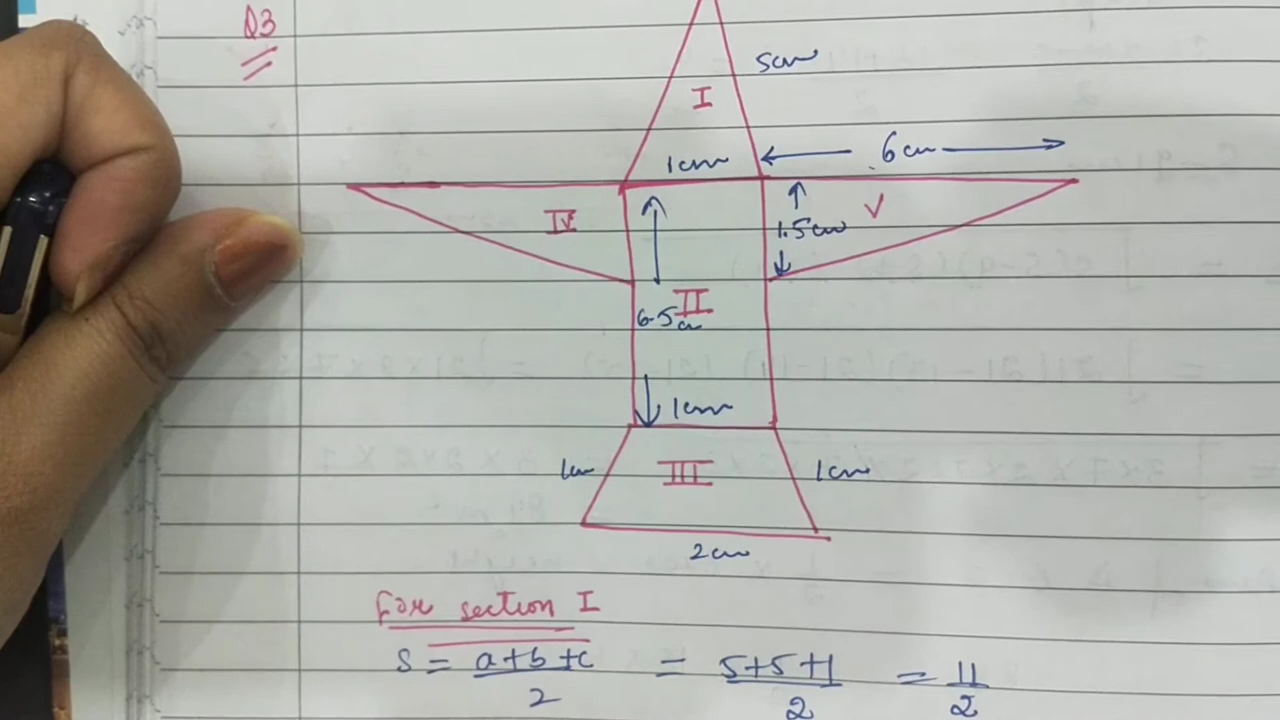 Q3
5cm
I
1cm
6cm
IV
V
1.5cm
II
6.5cm
1cm
1cm
III
1cm
2cm
For section I
S = a+b+c / 2 = 5+5+1 / 2 = 11 / 2